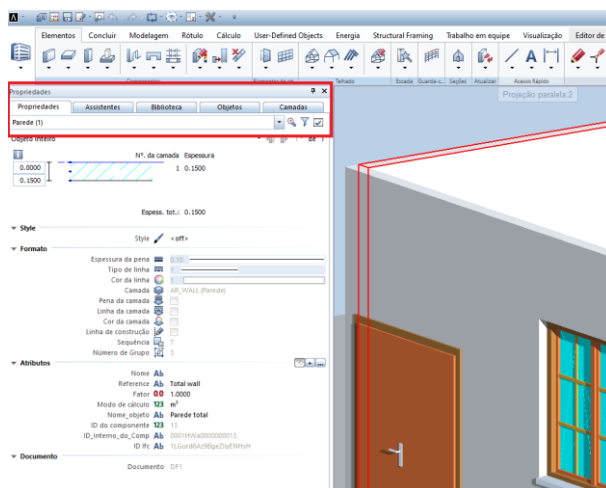 Elementos Concluir Modelagem Rótulo Cálculo User-Defined Objects Energia Structural Framing Trabalho em equipe Visualização Editor de
Telhado Escada Guarda-c... Seções Atualizar Acesso Rápido
Propriedades
Projeção paralela:2
Propriedades Assistentes Biblioteca Objetos Camadas
Parede (1)
Objeto inteiro de 1
Nº. da camada Espessura
0.0000 1 0.1500
0.1500
Espess. tot.: 0.1500
Style
Style <off>
Formato
Espessura da pena 0.10
Tipo de linha 1
Cor da linha 1
Camada AR_WALL (Parede)
Pena da camada
Linha da camada
Cor da camada
Linha de construção
Sequência 7
Número de Grupo 3
Atributos
Nome Ab
Reference Ab Total wall
Fator 0.0 1.0000
Modo de cálculo 123 m³
Nome_objeto Ab Parede total
ID do componente 123 13
ID_Interno_do_Comp Ab 0001HWa0000000013
ID Ifc Ab
Documento
Documento DF1